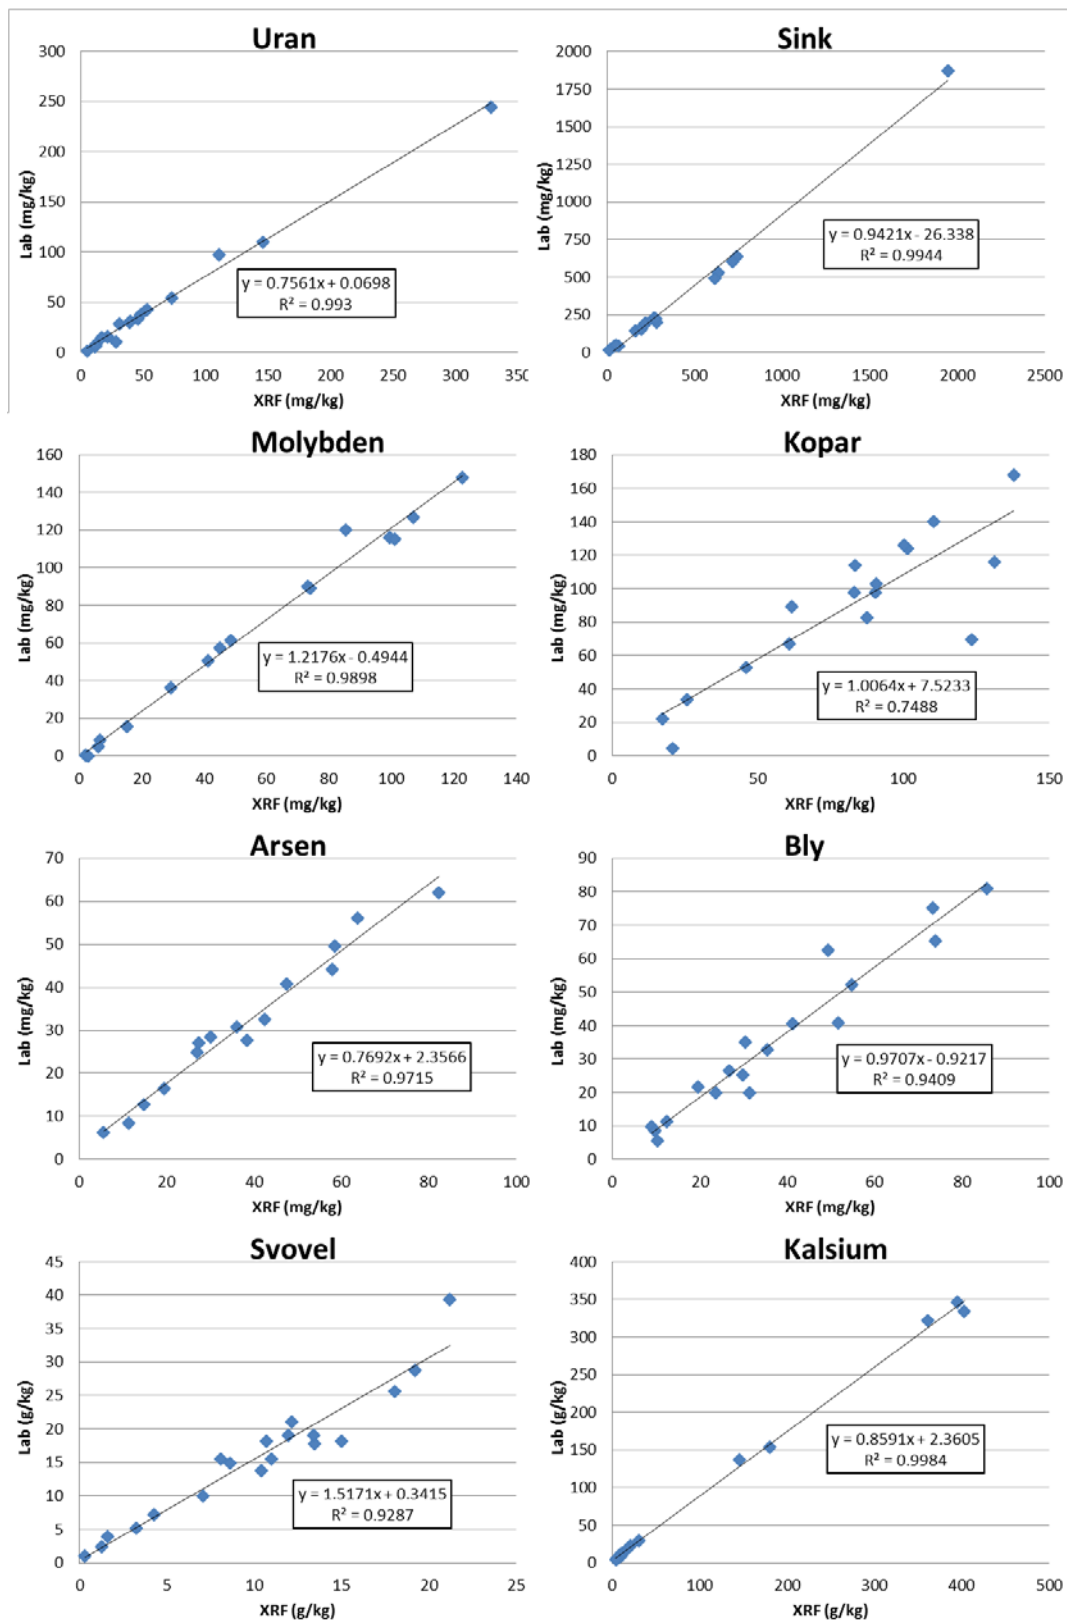 Uran
300
250
200
150
100
50
0
0 50 100 150 200 250 300 350
Lab (mg/kg)
XRF (mg/kg)
y = 0.7561x + 0.0698
R² = 0.993
Sink
2000
1750
1500
1250
1000
750
500
250
0
0 500 1000 1500 2000 2500
Lab (mg/kg)
XRF (mg/kg)
y = 0.9421x - 26.338
R² = 0.9944
Molybden
160
140
120
100
80
60
40
20
0
0 20 40 60 80 100 120 140
Lab (mg/kg)
XRF (mg/kg)
y = 1.2176x - 0.4944
R² = 0.9898
Kopar
180
160
140
120
100
80
60
40
20
0
0 50 100 150
Lab (mg/kg)
XRF (mg/kg)
y = 1.0064x + 7.5233
R² = 0.7488
Arsen
70
60
50
40
30
20
10
0
0 20 40 60 80 100
Lab (mg/kg)
XRF (mg/kg)
y = 0.7692x + 2.3566
R² = 0.9715
Bly
90
80
70
60
50
40
30
20
10
0
0 20 40 60 80 100
Lab (mg/kg)
XRF (mg/kg)
y = 0.9707x - 0.9217
R² = 0.9409
Svovel
45
40
35
30
25
20
15
10
5
0
0 5 10 15 20 25
Lab (g/kg)
XRF (g/kg)
y = 1.5171x + 0.3415
R² = 0.9287
Kalsium
400
350
300
250
200
150
100
50
0
0 100 200 300 400 500
Lab (g/kg)
XRF (g/kg)
y = 0.8591x + 2.3605
R² = 0.9984